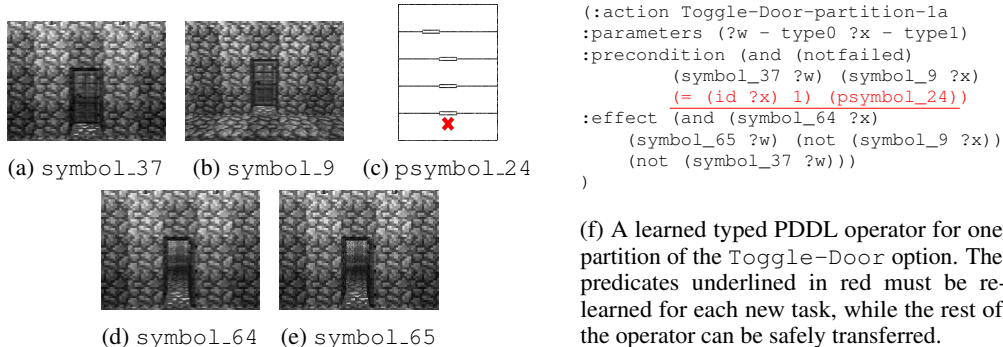 (a) symbol_37 (b) symbol_9 (c) psymbol_24
(d) symbol_64 (e) symbol_65
(:action Toggle-Door-partition-1a
:parameters (?w - type0 ?x - type1)
:precondition (and (notfailed)
(symbol_37 ?w) (symbol_9 ?x)
(= (id ?x) 1) (psymbol_24))
:effect (and (symbol_64 ?x)
(symbol_65 ?w) (not (symbol_9 ?x))
(not (symbol_37 ?w)))
)
(f) A learned typed PDDL operator for one
partition of the Toggle-Door option. The
predicates underlined in red must be re-
learned for each new task, while the rest of
the operator can be safely transferred.